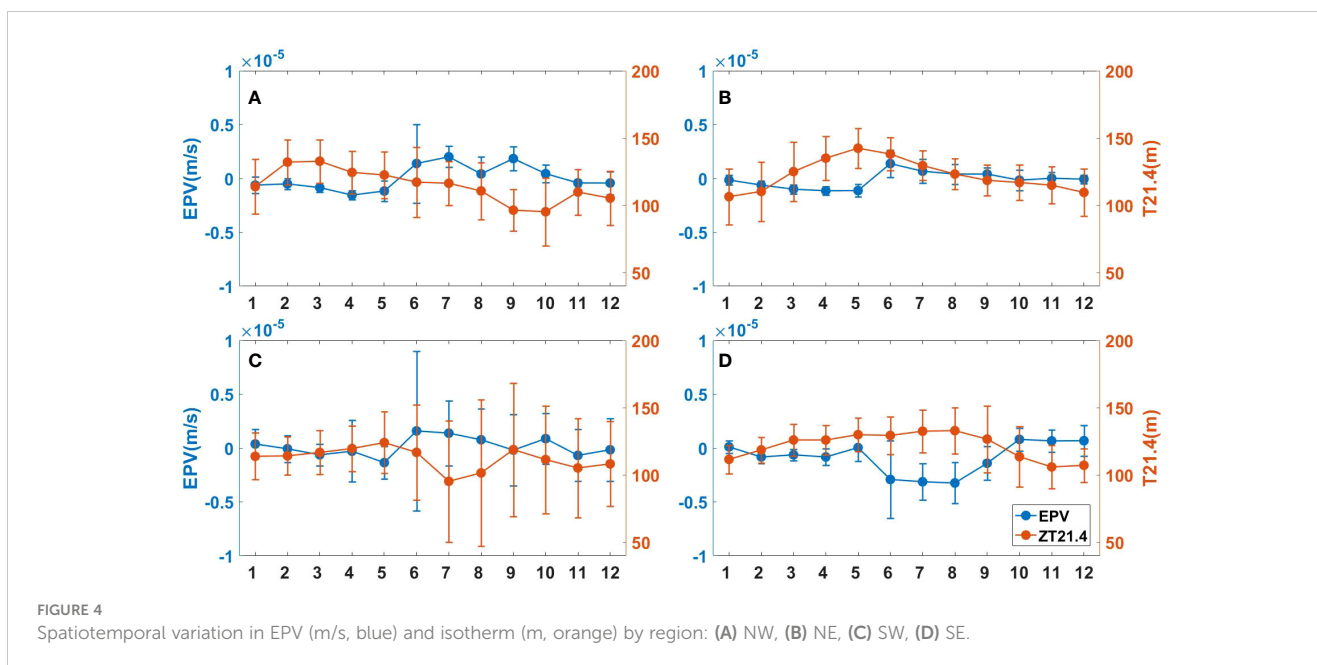 ×10⁻⁵
A
1
0.5
0
-0.5
-1
EPV(m/s)
200
150
100
50
1 2 3 4 5 6 7 8 9 10 11 12
×10⁻⁵
B
1
0.5
0
-0.5
-1
200
150
100
50
T21.4(m)
1 2 3 4 5 6 7 8 9 10 11 12
×10⁻⁵
C
1
0.5
0
-0.5
-1
EPV(m/s)
200
150
100
50
1 2 3 4 5 6 7 8 9 10 11 12
×10⁻⁵
D
1
0.5
0
-0.5
-1
200
150
100
50
T21.4(m)
EPV
ZT21.4
1 2 3 4 5 6 7 8 9 10 11 12
FIGURE 4
Spatiotemporal variation in EPV (m/s, blue) and isotherm (m, orange) by region: (A) NW, (B) NE, (C) SW, (D) SE.